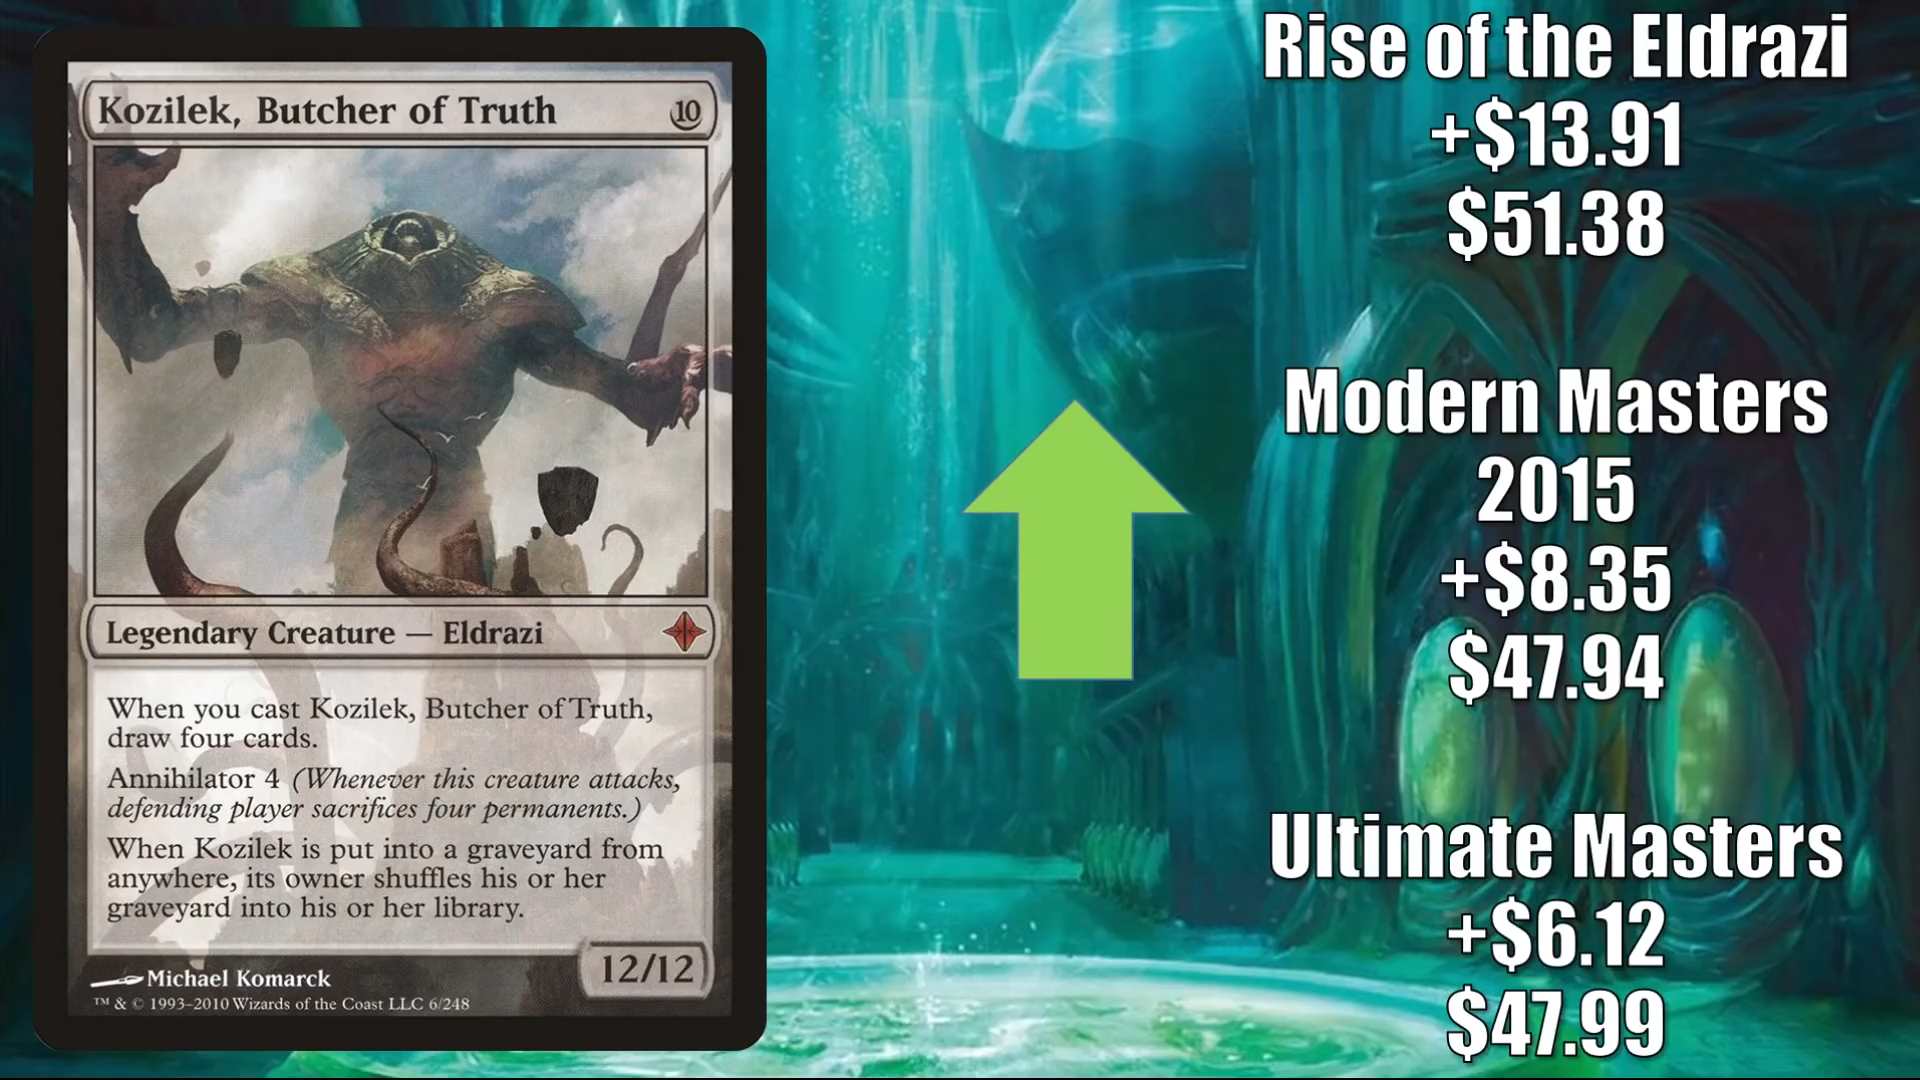 Kozilek, Butcher of Truth
10
Legendary Creature — Eldrazi
When you cast Kozilek, Butcher of Truth,
draw four cards.
Annihilator 4 (Whenever this creature attacks,
defending player sacrifices four permanents.)
When Kozilek is put into a graveyard from
anywhere, its owner shuffles his or her
graveyard into his or her library.
12/12
Michael Komarck
™ & © 1993–2010 Wizards of the Coast LLC 6/248
Rise of the Eldrazi
+$13.91
$51.38
Modern Masters
2015
+$8.35
$47.94
Ultimate Masters
+$6.12
$47.99